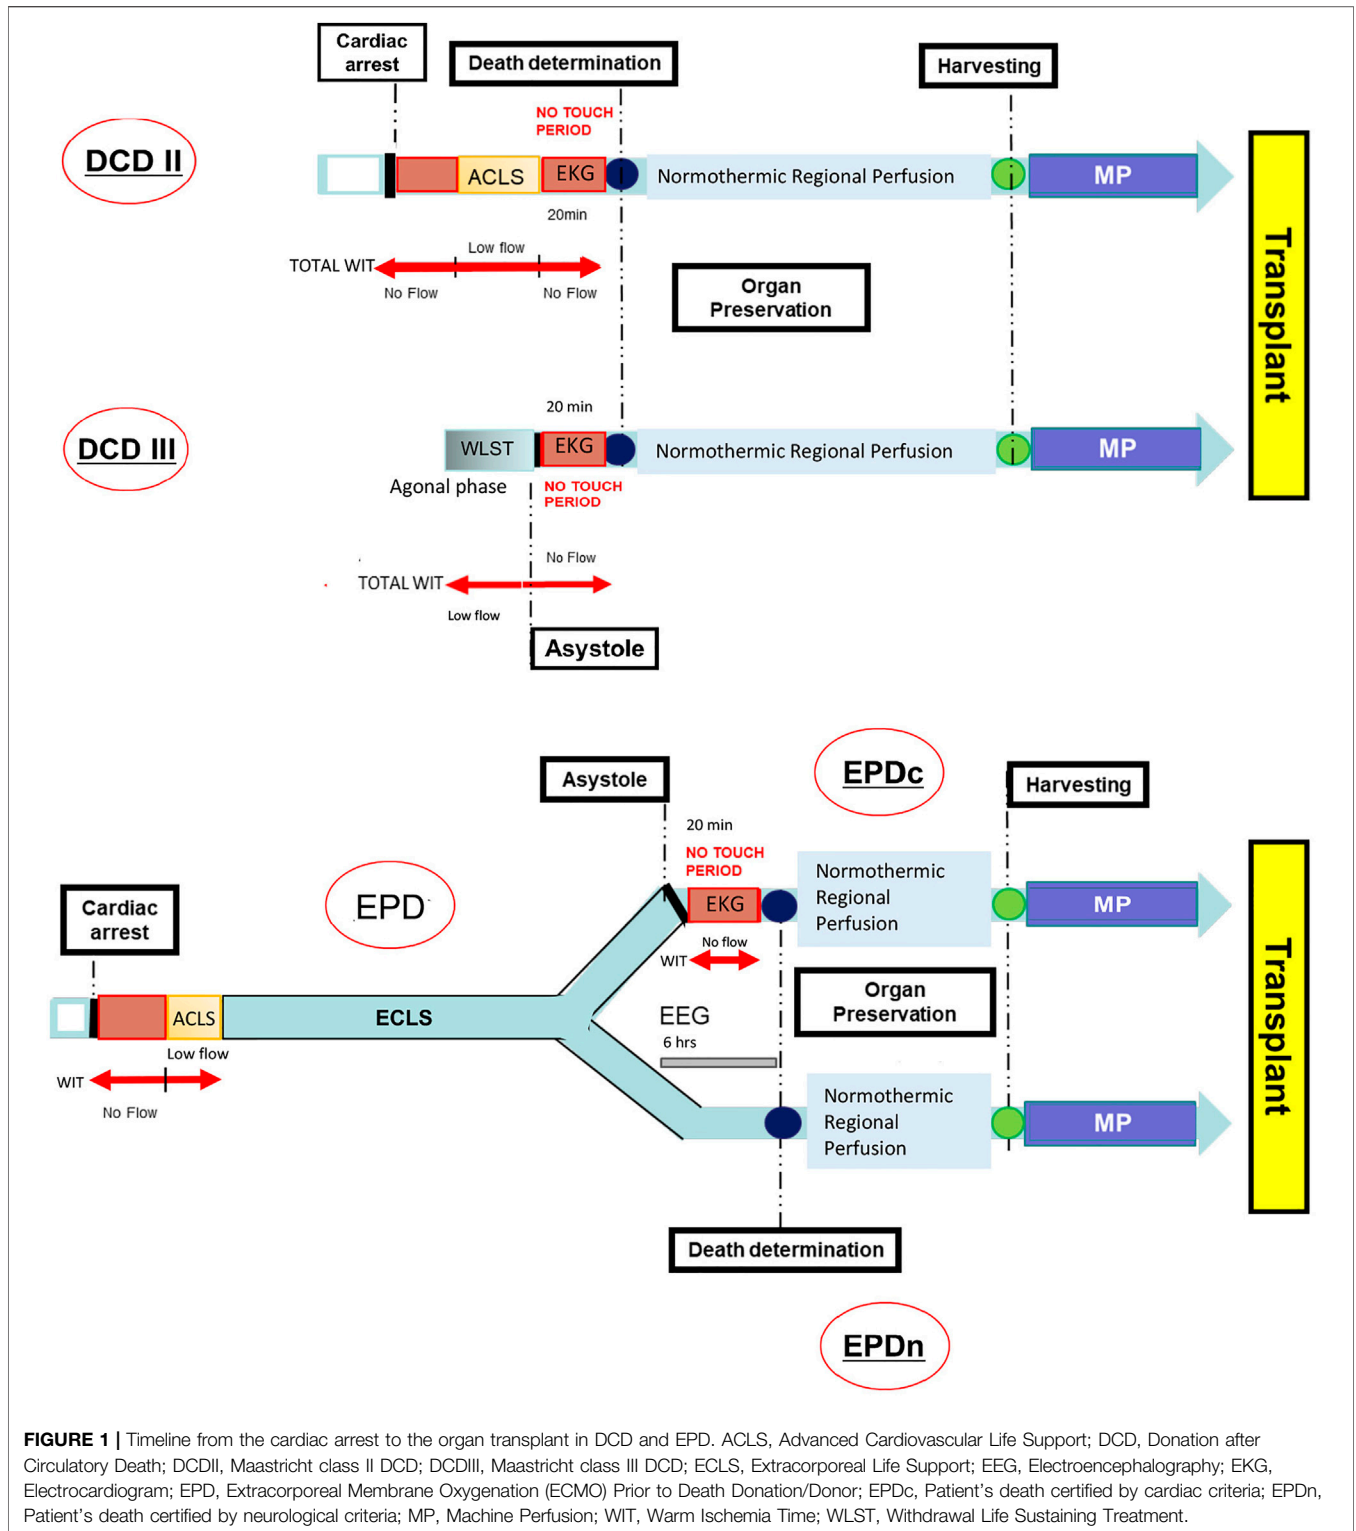 Cardiac
arrest
Death determination
Harvesting
NO TOUCH
PERIOD
DCD II
ACLS
EKG
Normothermic Regional Perfusion
MP
20min
Low flow
TOTAL WIT
No Flow
No Flow
Organ
Preservation
Transplant
20 min
DCD III
WLST
EKG
Normothermic Regional Perfusion
MP
Agonal phase
NO TOUCH
PERIOD
No Flow
TOTAL WIT
Low flow
Asystole
EPDc
Asystole
Harvesting
20 min
NO TOUCH
PERIOD
Normothermic
Regional
Perfusion
EPD
Cardiac
arrest
EKG
MP
No flow
WIT
Organ
Preservation
ACLS
ECLS
EEG
6 hrs
Low flow
WIT
No Flow
Normothermic
Regional
Perfusion
MP
Transplant
Death determination
EPDn
FIGURE 1 | Timeline from the cardiac arrest to the organ transplant in DCD and EPD. ACLS, Advanced Cardiovascular Life Support; DCD, Donation after
Circulatory Death; DCDII, Maastricht class II DCD; DCDIII, Maastricht class III DCD; ECLS, Extracorporeal Life Support; EEG, Electroencephalography; EKG,
Electrocardiogram; EPD, Extracorporeal Membrane Oxygenation (ECMO) Prior to Death Donation/Donor; EPDc, Patient's death certified by cardiac criteria; EPDn,
Patient's death certified by neurological criteria; MP, Machine Perfusion; WIT, Warm Ischemia Time; WLST, Withdrawal Life Sustaining Treatment.